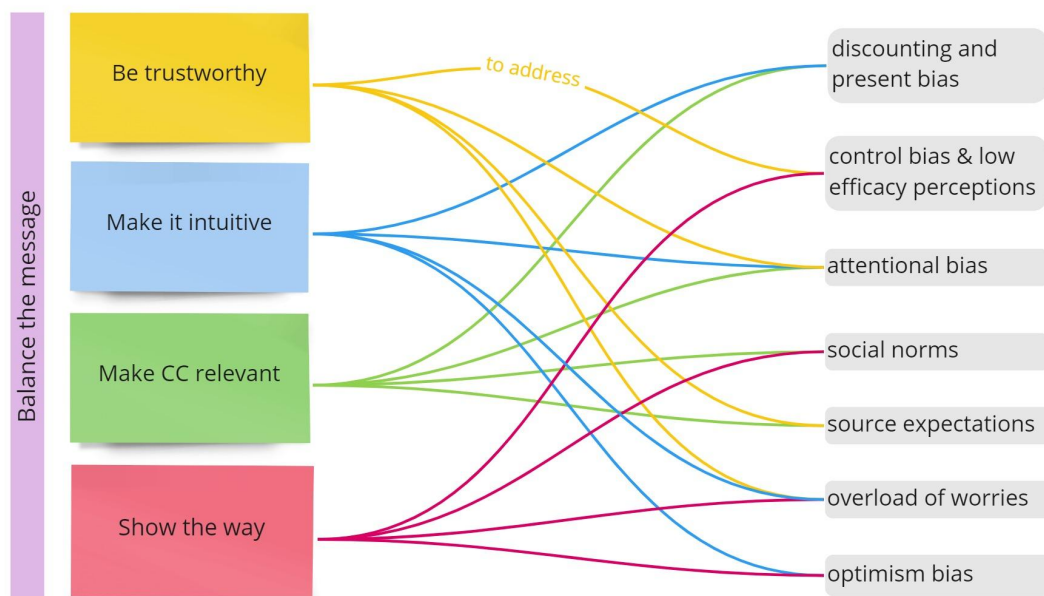 Balance the message
Be trustworthy
Make it intuitive
Make CC relevant
Show the way
to address
discounting and
present bias
control bias & low
efficacy perceptions
attentional bias
social norms
source expectations
overload of worries
optimism bias